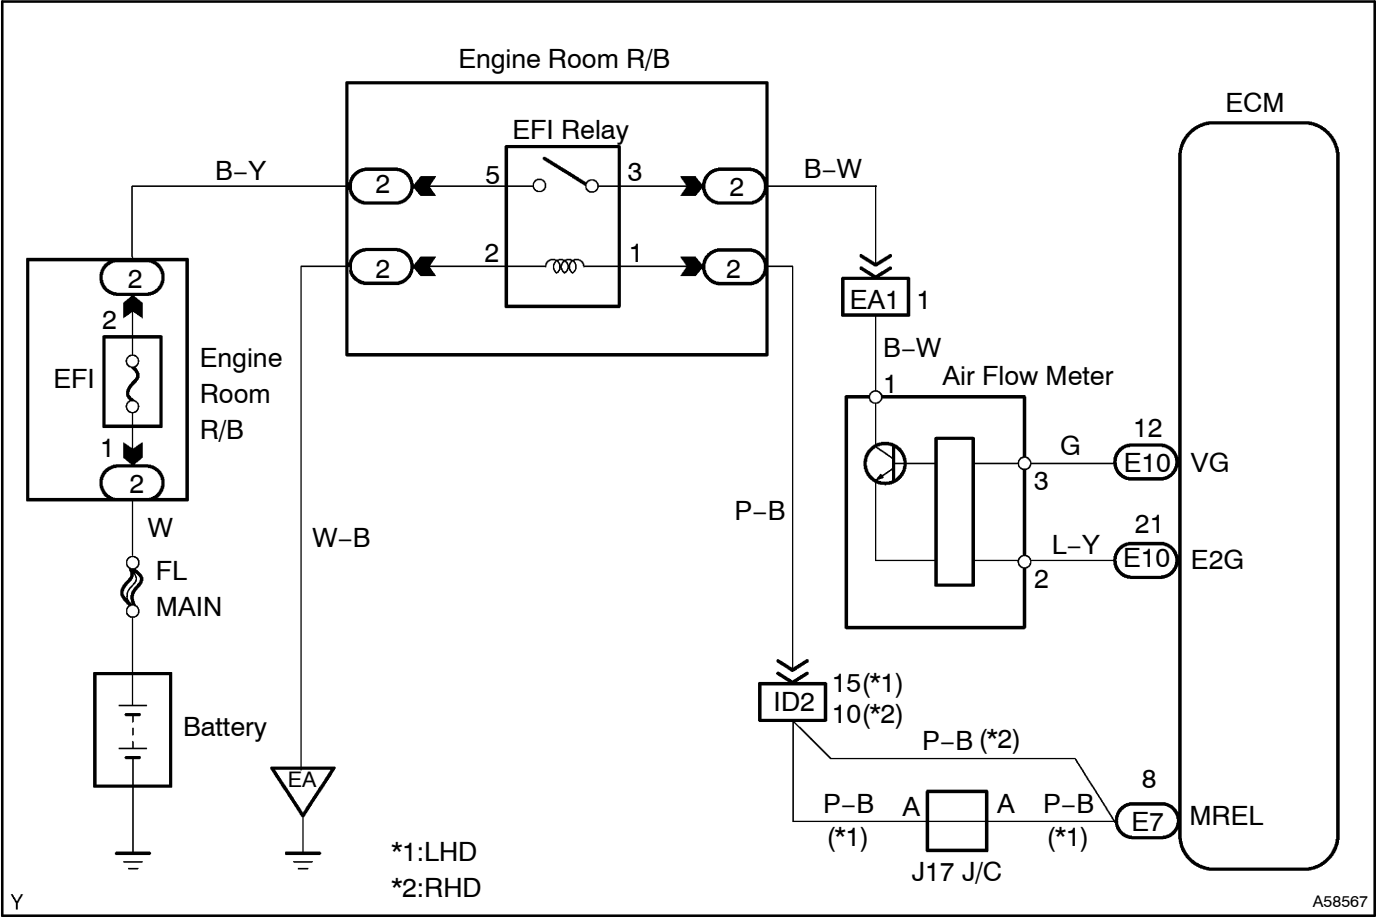 Engine Room R/B
ECM
EFI Relay
B–Y
2
5
3
2
B–W
2
2
1
2
2
2
EA1
1
EFI
Engine
Room
R/B
B–W
1
Air Flow Meter
1
2
12
G
E10
VG
3
W
W–B
P–B
21
L–Y
E10
E2G
2
FL
MAIN
15(*1)
ID2
10(*2)
Battery
P–B (*2)
EA
8
P–B
A
A
P–B
E7
MREL
(*1)
(*1)
*1:LHD
J17 J/C
*2:RHD
Y
A58567